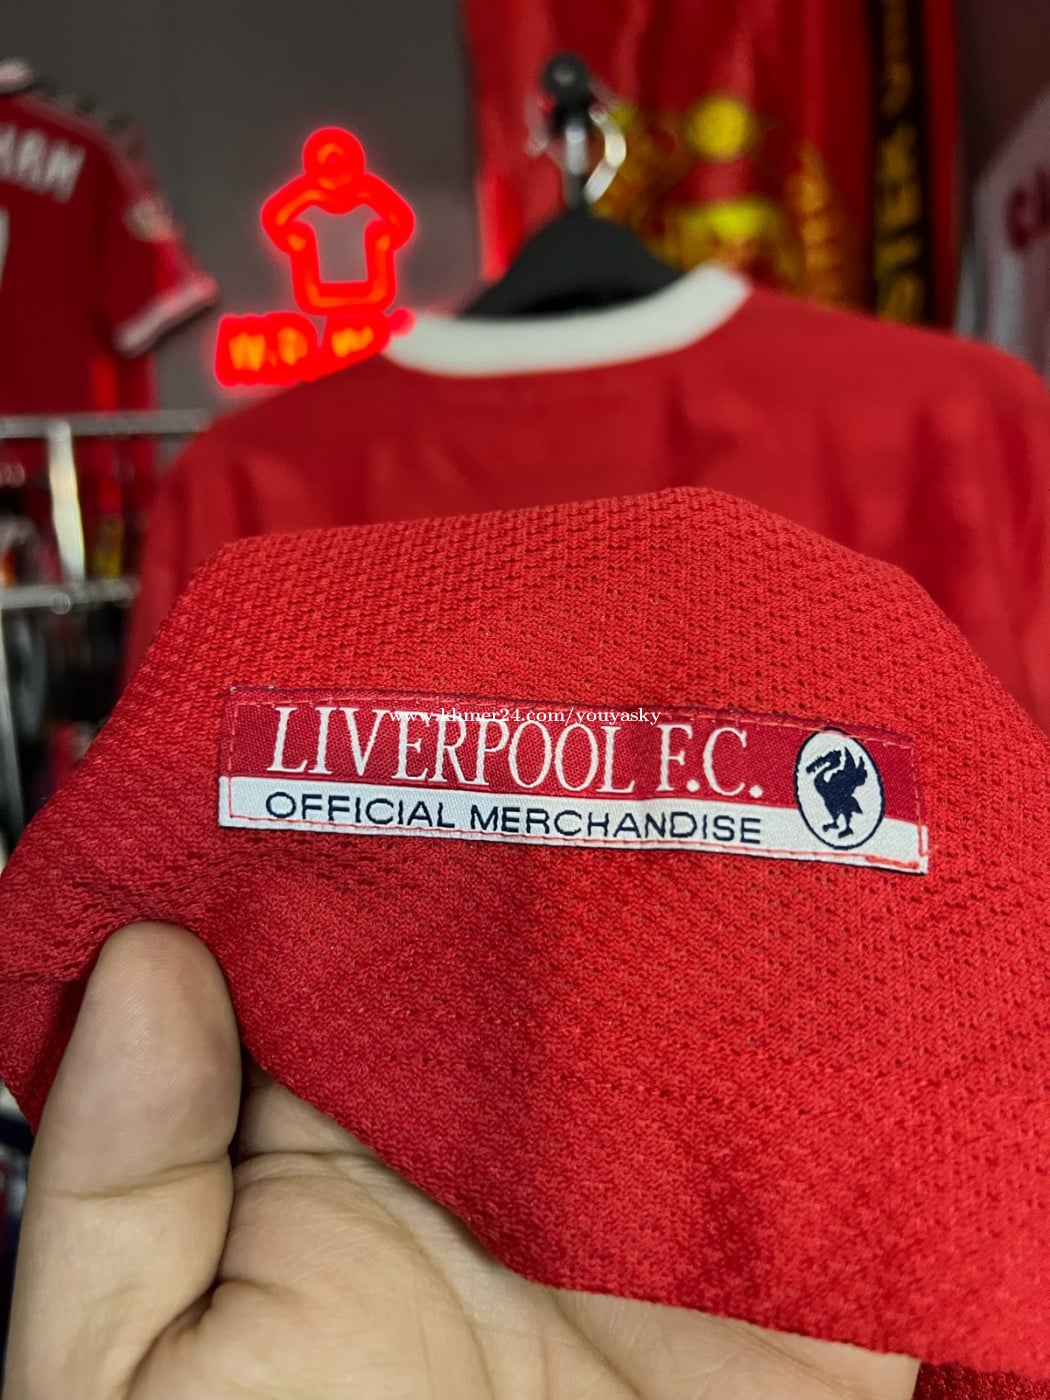 www.khmer24.com/youyasky
LIVERPOOL F.C.
OFFICIAL MERCHANDISE